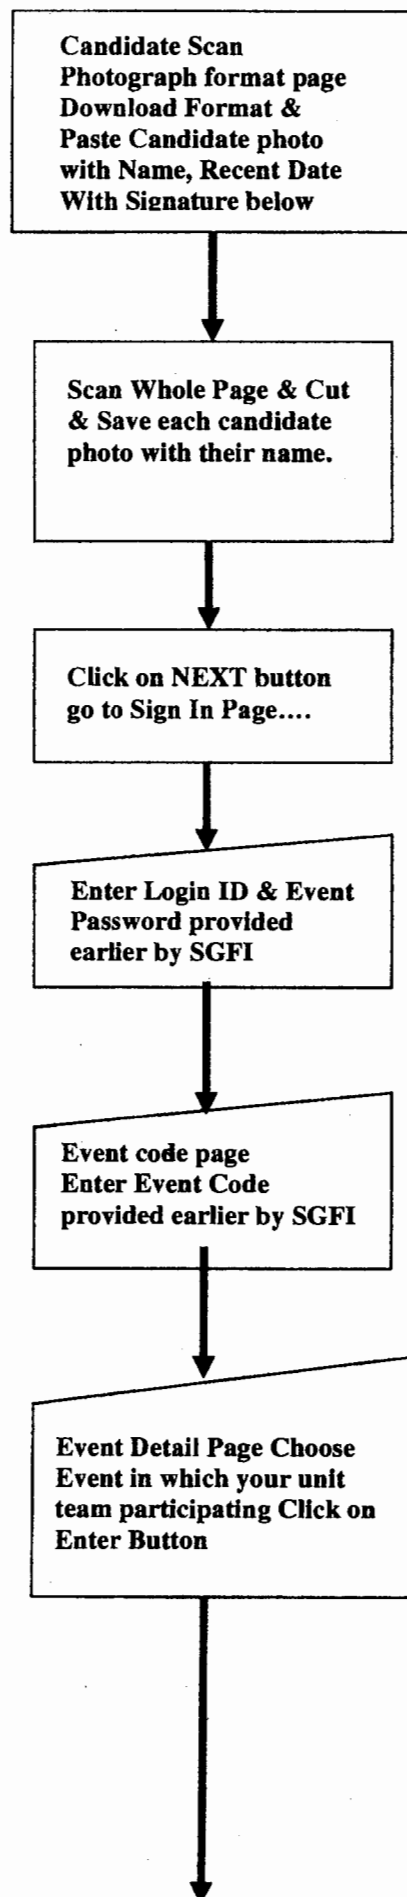 Candidate Scan
Photograph format page
Download Format &
Paste Candidate photo
with Name, Recent Date
With Signature below
Scan Whole Page & Cut
& Save each candidate
photo with their name.
Click on NEXT button
go to Sign In Page....
Enter Login ID & Event
Password provided
earlier by SGFI
Event code page
Enter Event Code
provided earlier by SGFI
Event Detail Page Choose
Event in which your unit
team participating Click on
Enter Button